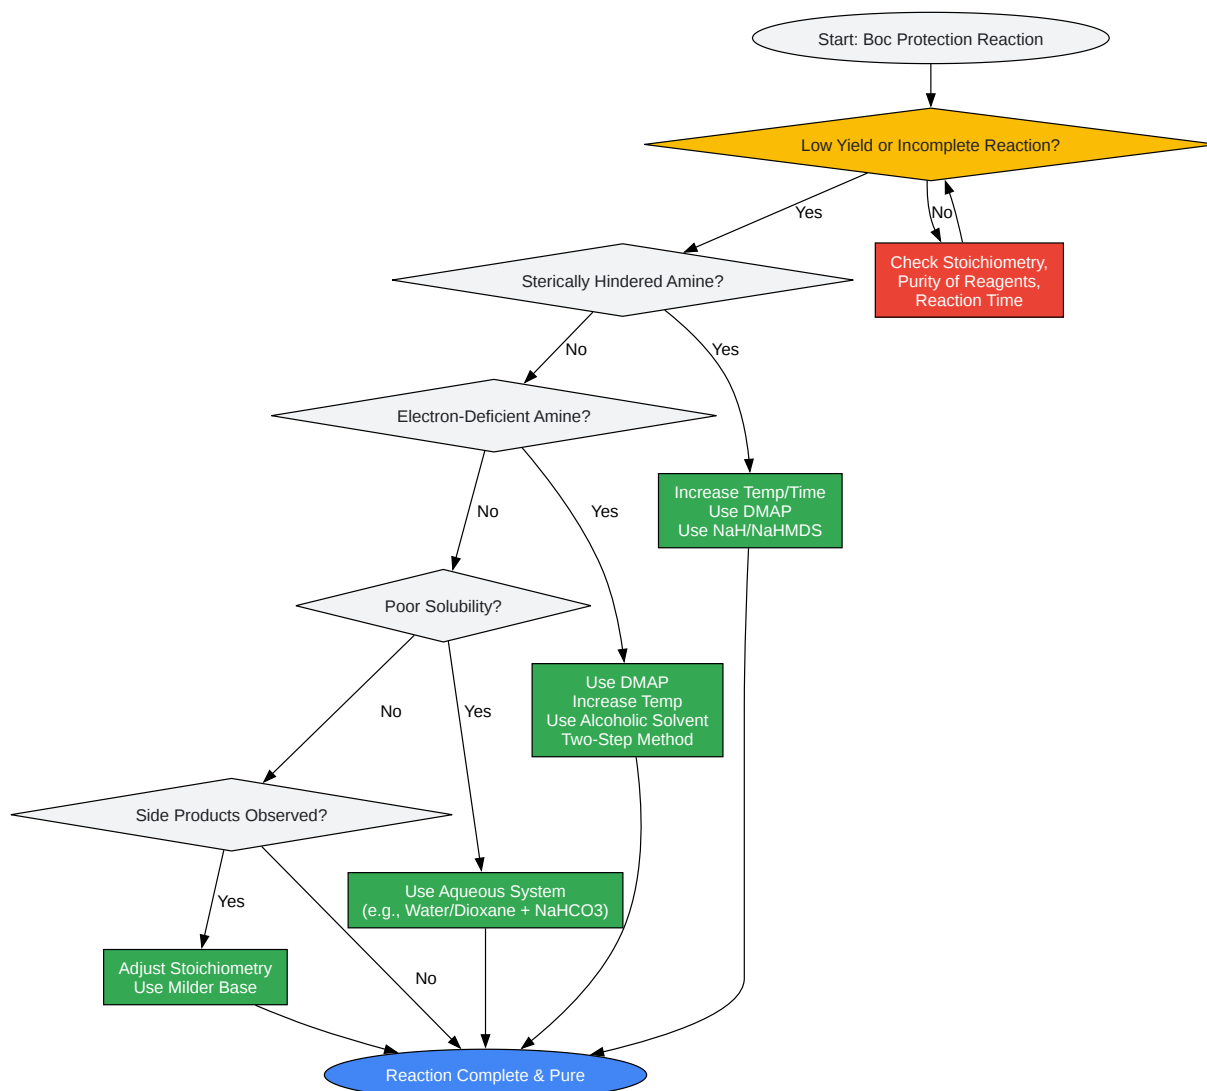 Start: Boc Protection Reaction
Low Yield or Incomplete Reaction?
Yes
No
Check Stoichiometry,
Purity of Reagents,
Reaction Time
Sterically Hindered Amine?
No
Yes
Electron-Deficient Amine?
Increase Temp/Time
Use DMAP
Use NaH/NaHMDS
No
Yes
Poor Solubility?
Use DMAP
Increase Temp
Use Alcoholic Solvent
Two-Step Method
No
Yes
Side Products Observed?
Use Aqueous System
(e.g., Water/Dioxane + NaHCO3)
Yes
No
Adjust Stoichiometry
Use Milder Base
Reaction Complete & Pure